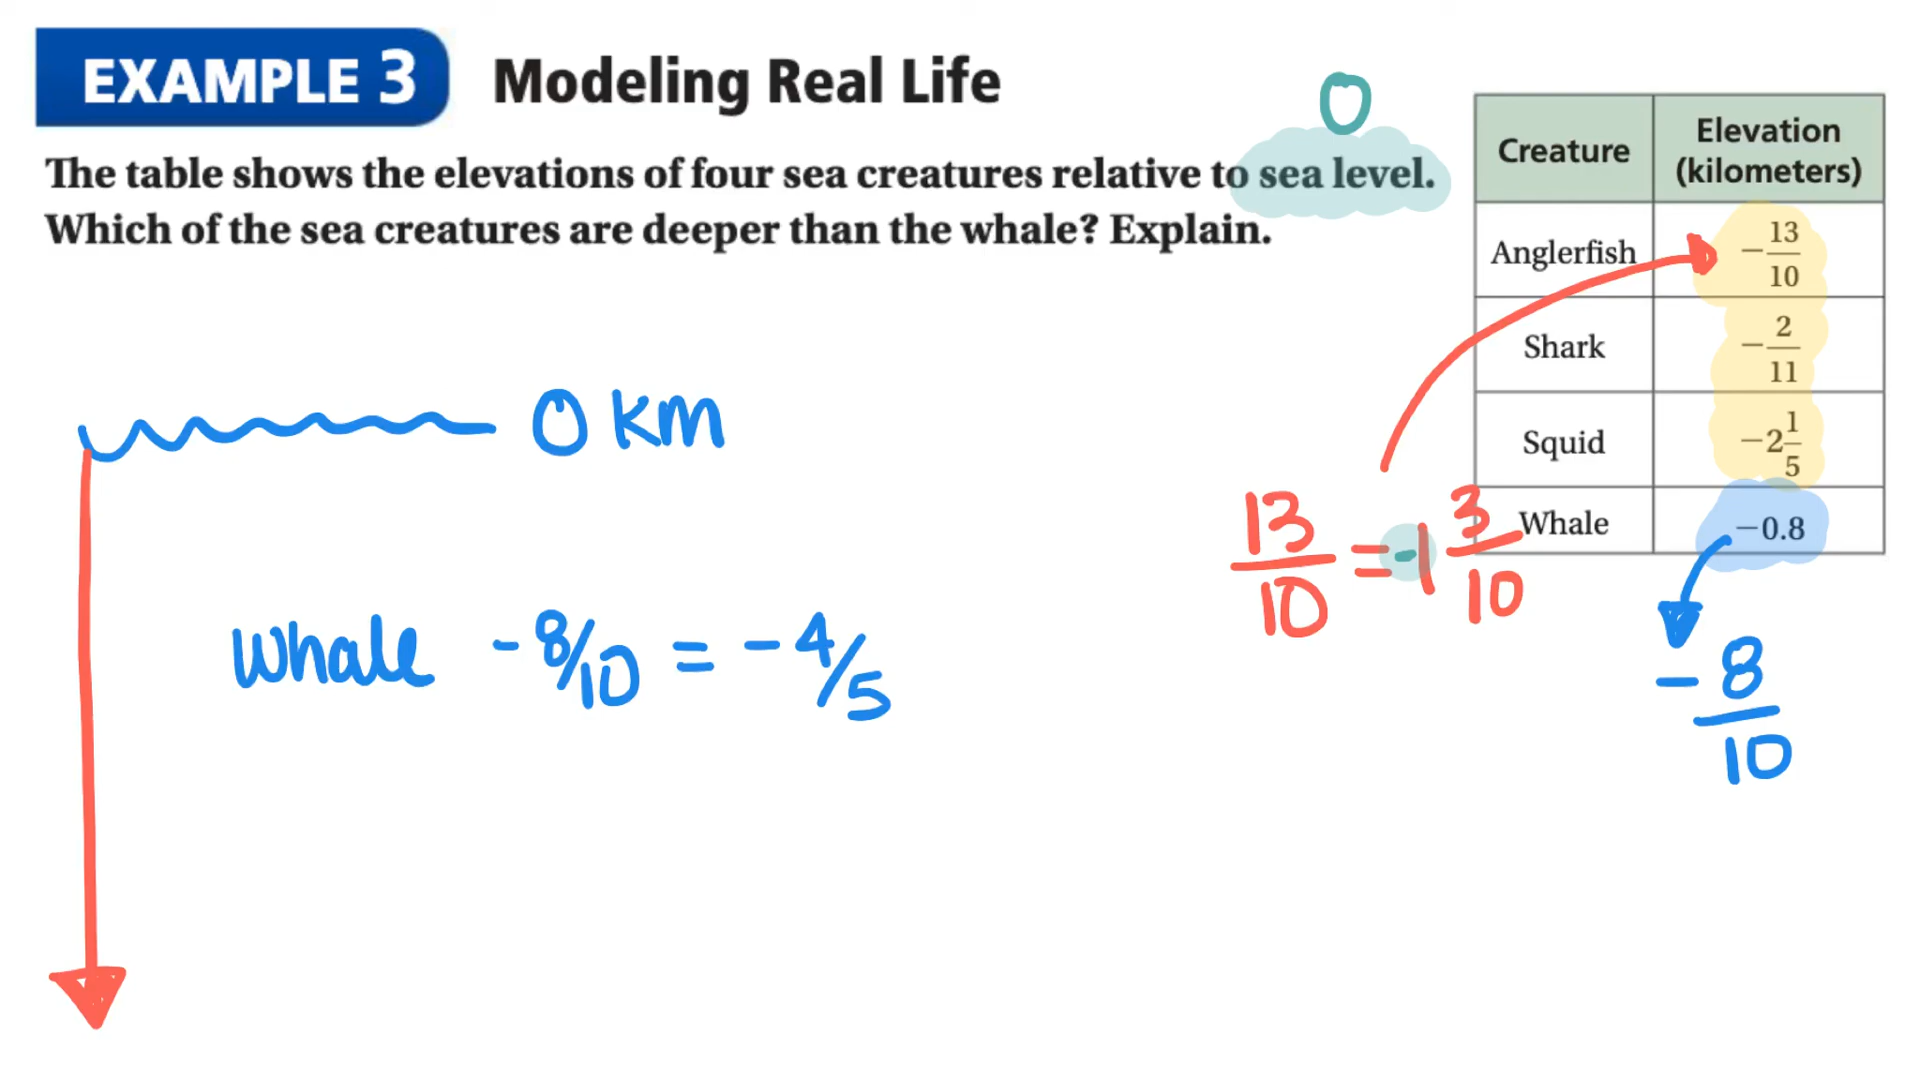 EXAMPLE 3 Modeling Real Life
The table shows the elevations of four sea creatures relative to sea level.
Which of the sea creatures are deeper than the whale? Explain.
0
Creature Elevation (kilometers)
Anglerfish −13/10
Shark −2/11
Squid −2 1/5
Whale −0.8
0 km
13/10 = -1 3/10
whale -8/10 = -4/5
-8/10